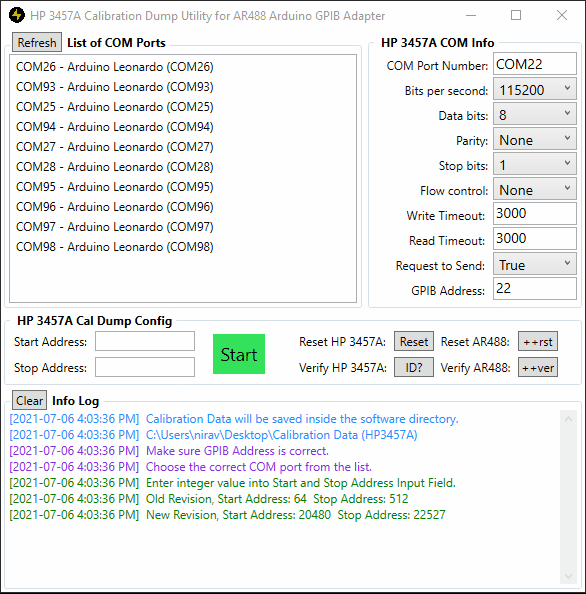 HP 3457A Calibration Dump Utility for AR488 Arduino GPIB Adapter
Refresh List of COM Ports
COM26 - Arduino Leonardo (COM26)
COM93 - Arduino Leonardo (COM93)
COM25 - Arduino Leonardo (COM25)
COM94 - Arduino Leonardo (COM94)
COM27 - Arduino Leonardo (COM27)
COM28 - Arduino Leonardo (COM28)
COM95 - Arduino Leonardo (COM95)
COM96 - Arduino Leonardo (COM96)
COM97 - Arduino Leonardo (COM97)
COM98 - Arduino Leonardo (COM98)
HP 3457A COM Info
COM Port Number: COM22
Bits per second: 115200
Data bits: 8
Parity: None
Stop bits: 1
Flow control: None
Write Timeout: 3000
Read Timeout: 3000
Request to Send: True
GPIB Address: 22
HP 3457A Cal Dump Config
Start Address:
Stop Address:
Start
Reset HP 3457A: Reset Reset AR488: ++rst
Verify HP 3457A: ID? Verify AR488: ++ver
Clear Info Log
[2021-07-06 4:03:36 PM] Calibration Data will be saved inside the software directory.
[2021-07-06 4:03:36 PM] C:\Users\nirav\Desktop\Calibration Data (HP3457A)
[2021-07-06 4:03:36 PM] Make sure GPIB Address is correct.
[2021-07-06 4:03:36 PM] Choose the correct COM port from the list.
[2021-07-06 4:03:36 PM] Enter integer value into Start and Stop Address Input Field.
[2021-07-06 4:03:36 PM] Old Revision, Start Address: 64 Stop Address: 512
[2021-07-06 4:03:36 PM] New Revision, Start Address: 20480 Stop Address: 22527